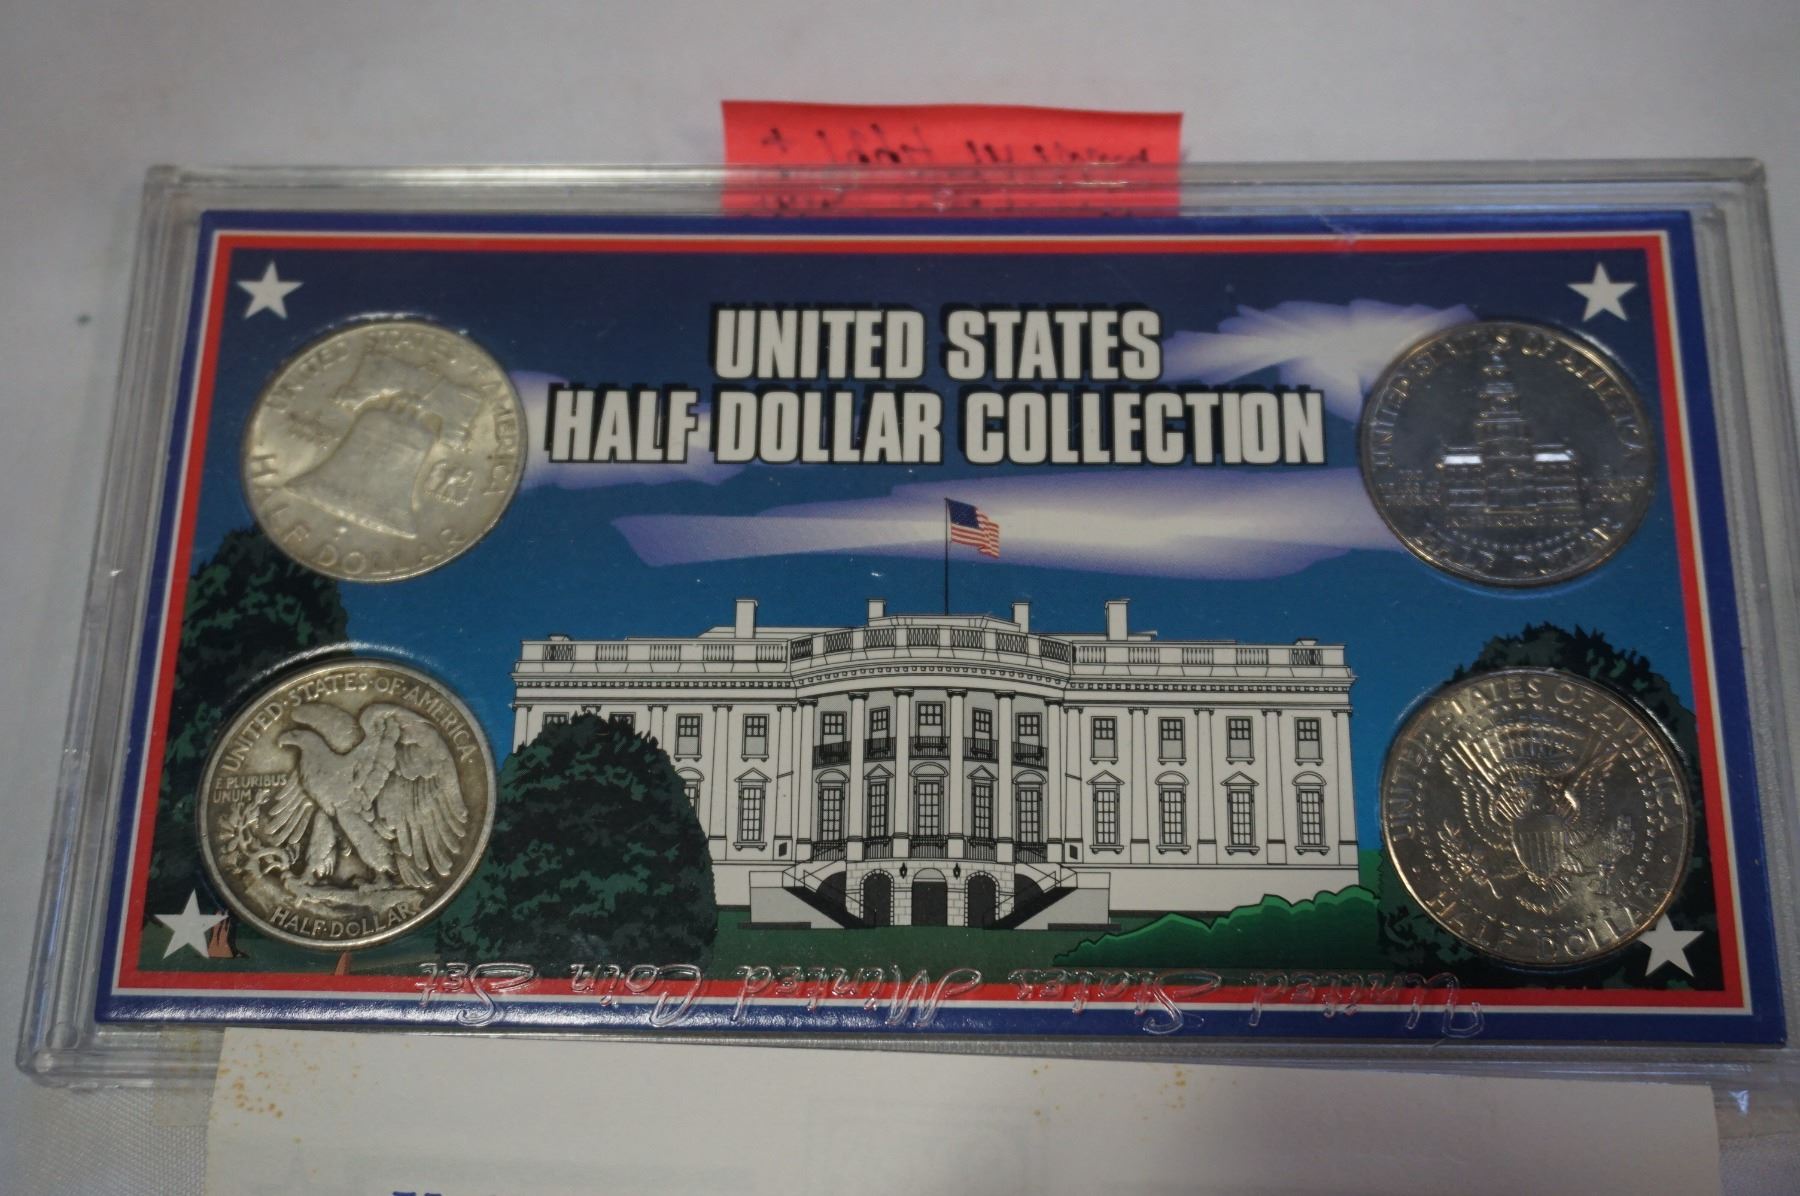 UNITED STATES
HALF DOLLAR COLLECTION
UNITED STATES OF AMERICA
HALF DOLLAR
UNITED STATES OF AMERICA
HALF DOLLAR
UNITED·STATES·OF·AMERICA
E·PLURIBUS
UNUM
HALF·DOLLAR
UNITED STATES OF AMERICA
HALF DOLLAR
United States Minted Coin Set